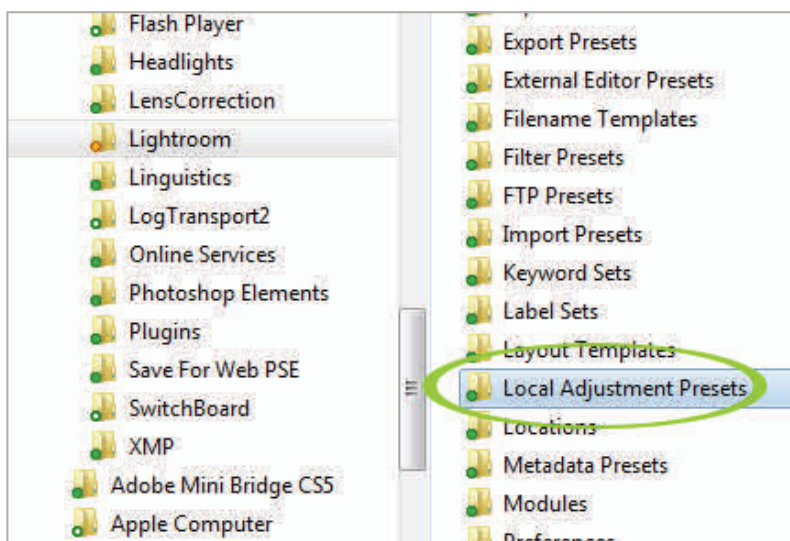 Flash Player
Headlights
LensCorrection
Lightroom
Linguistics
LogTransport2
Online Services
Photoshop Elements
Plugins
Save For Web PSE
SwitchBoard
XMP
Adobe Mini Bridge CS5
Apple Computer
Export Presets
External Editor Presets
Filename Templates
Filter Presets
FTP Presets
Import Presets
Keyword Sets
Label Sets
Layout Templates
Local Adjustment Presets
Locations
Metadata Presets
Modules
Preferences